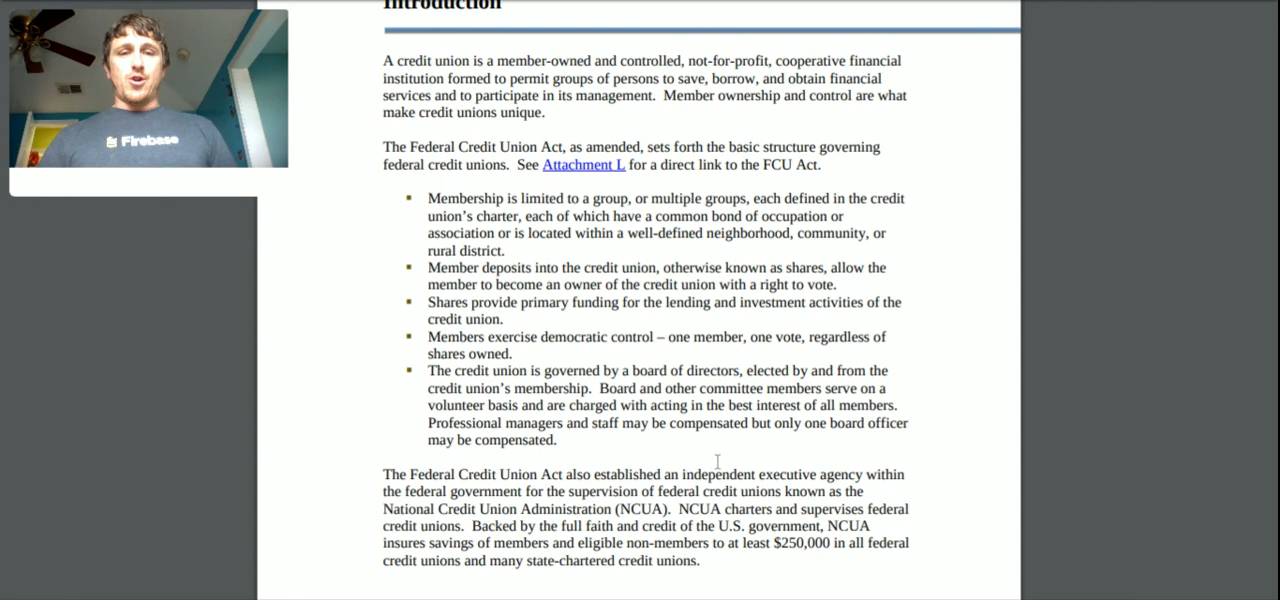 Introduction
Firebase
A credit union is a member-owned and controlled, not-for-profit, cooperative financial
institution formed to permit groups of persons to save, borrow, and obtain financial
services and to participate in its management.  Member ownership and control are what
make credit unions unique.
The Federal Credit Union Act, as amended, sets forth the basic structure governing
federal credit unions.  See Attachment L for a direct link to the FCU Act.
▪ Membership is limited to a group, or multiple groups, each defined in the credit
union’s charter, each of which have a common bond of occupation or
association or is located within a well-defined neighborhood, community, or
rural district.
▪ Member deposits into the credit union, otherwise known as shares, allow the
member to become an owner of the credit union with a right to vote.
▪ Shares provide primary funding for the lending and investment activities of the
credit union.
▪ Members exercise democratic control – one member, one vote, regardless of
shares owned.
▪ The credit union is governed by a board of directors, elected by and from the
credit union’s membership.  Board and other committee members serve on a
volunteer basis and are charged with acting in the best interest of all members.
Professional managers and staff may be compensated but only one board officer
may be compensated.
The Federal Credit Union Act also established an independent executive agency within
the federal government for the supervision of federal credit unions known as the
National Credit Union Administration (NCUA).  NCUA charters and supervises federal
credit unions.  Backed by the full faith and credit of the U.S. government, NCUA
insures savings of members and eligible non-members to at least $250,000 in all federal
credit unions and many state-chartered credit unions.